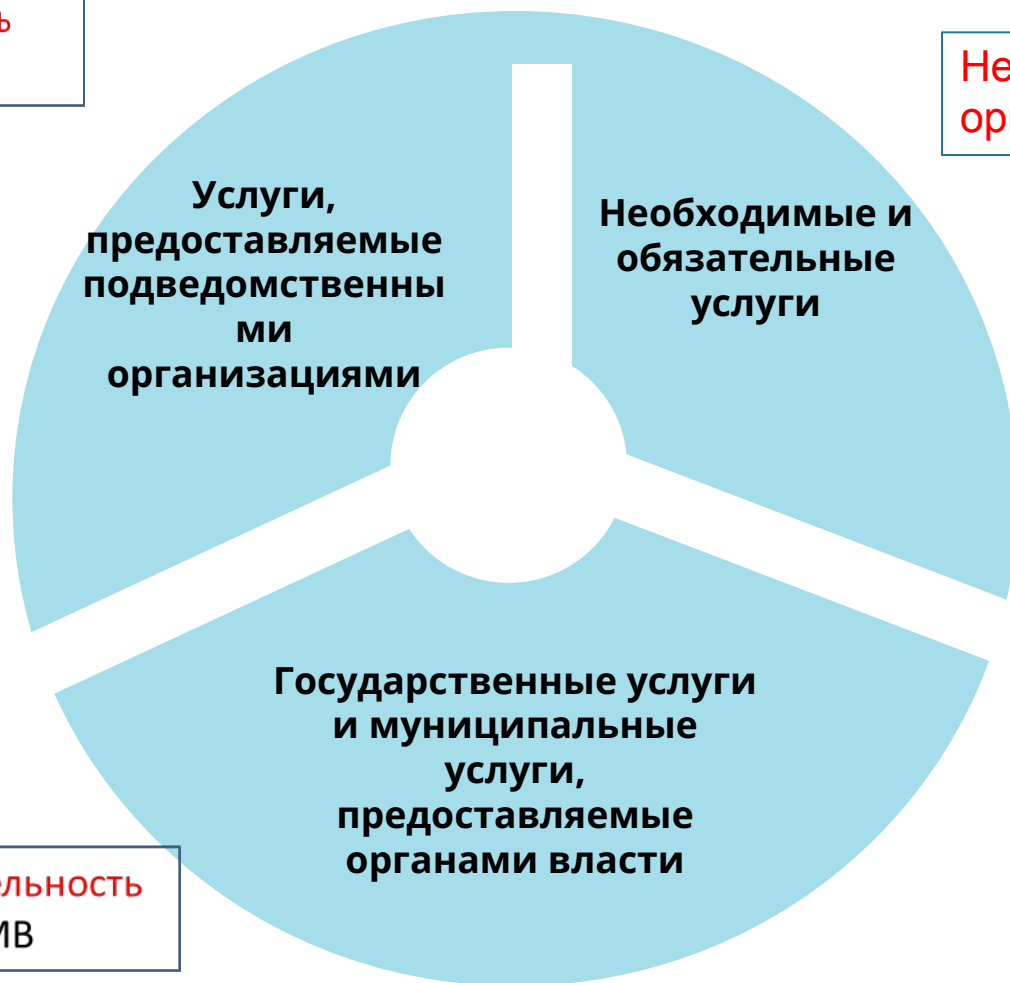 Услуги,
предоставляемые
подведомственны
ми
организациями
Необходимые и
обязательные
услуги
Государственные услуги
и муниципальные
услуги,
предоставляемые
органами власти